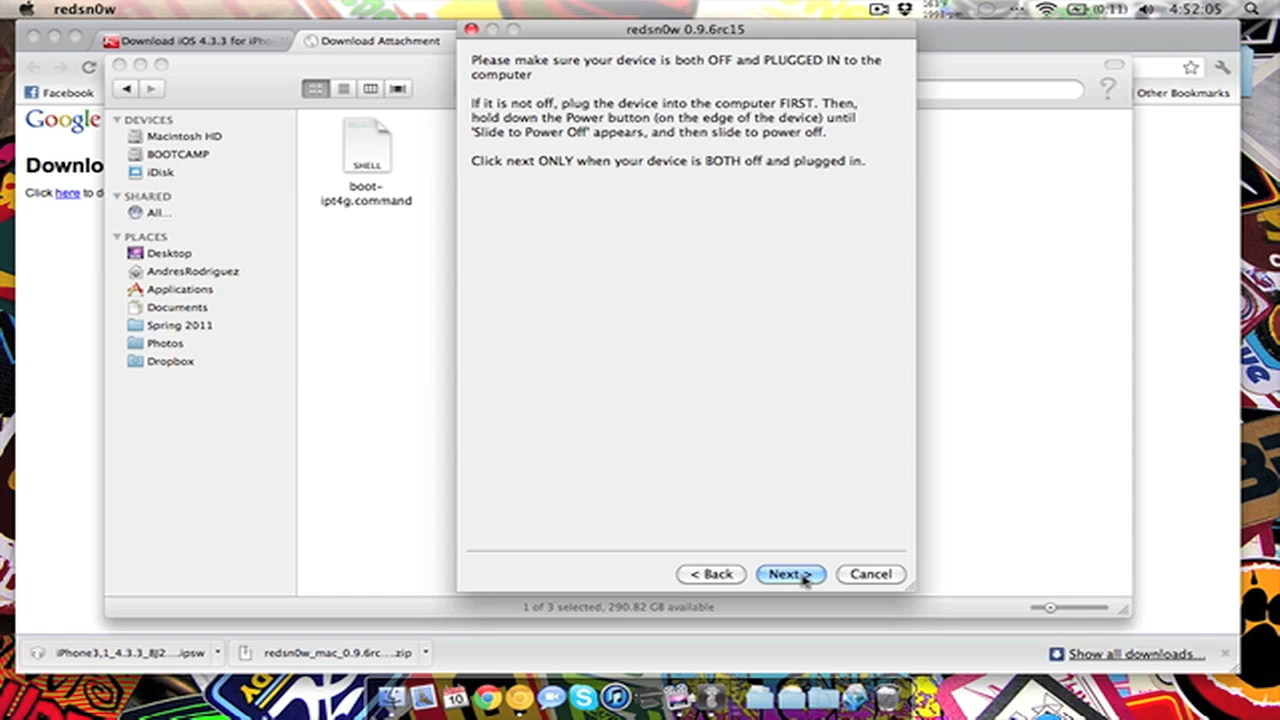 redsn0w
(0:11)
4:52:05
Download iOS 4.3.3 for iPho
Download Attachment
redsn0w 0.9.6rc15
Please make sure your device is both OFF and PLUGGED IN to the
computer
If it is not off, plug the device into the computer FIRST. Then,
hold down the Power button (on the edge of the device) until
'Slide to Power Off' appears, and then slide to power off.
Click next ONLY when your device is BOTH off and plugged in.
< Back
Next >
Cancel
Facebook
Other Bookmarks
Google
Downlo
Click here to d
DEVICES
Macintosh HD
BOOTCAMP
iDisk
SHARED
All...
PLACES
Desktop
AndresRodriguez
Applications
Documents
Spring 2011
Photos
Dropbox
SHELL
boot-
ipt4g.command
1 of 3 selected, 290.82 GB available
iPhone3,1_4.3.3_8J2....ipsw
redsn0w_mac_0.9.6rc....zip
Show all downloads...
10